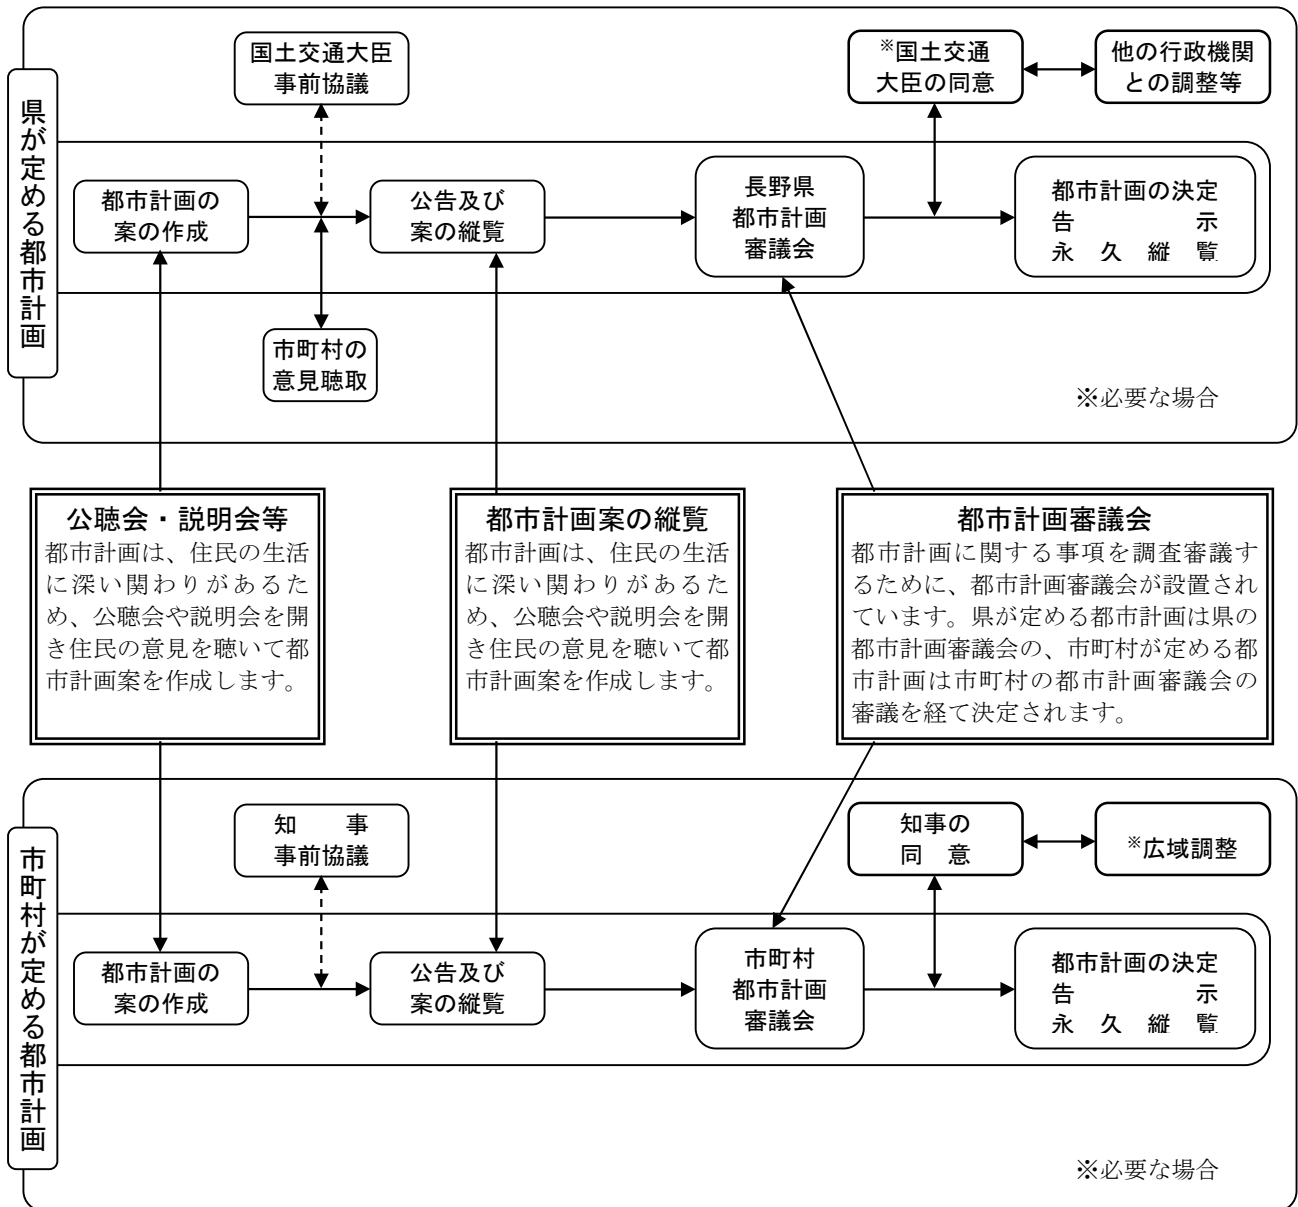 県が定める都市計画
国土交通大臣
事前協議
※国土交通
大臣の同意
他の行政機関
との調整等
都市計画の
案の作成
公告及び
案の縦覧
長野県
都市計画
審議会
都市計画の決定
告 示
永 久 縦 覧
市町村の
意見聴取
※必要な場合
公聴会・説明会等
都市計画は、住民の生活
に深い関わりがあるた
め、公聴会や説明会を開
き住民の意見を聴いて都
市計画案を作成します。
都市計画案の縦覧
都市計画は、住民の生活
に深い関わりがあるた
め、公聴会や説明会を開
き住民の意見を聴いて都
市計画案を作成します。
都市計画審議会
都市計画に関する事項を調査審議す
るために、都市計画審議会が設置され
ています。県が定める都市計画は県の
都市計画審議会の、市町村が定める都
市計画は市町村の都市計画審議会の
審議を経て決定されます。
市町村が定める都市計画
知 事
事前協議
知事の
同 意
※広域調整
都市計画の
案の作成
公告及び
案の縦覧
市町村
都市計画
審議会
都市計画の決定
告 示
永 久 縦 覧
※必要な場合